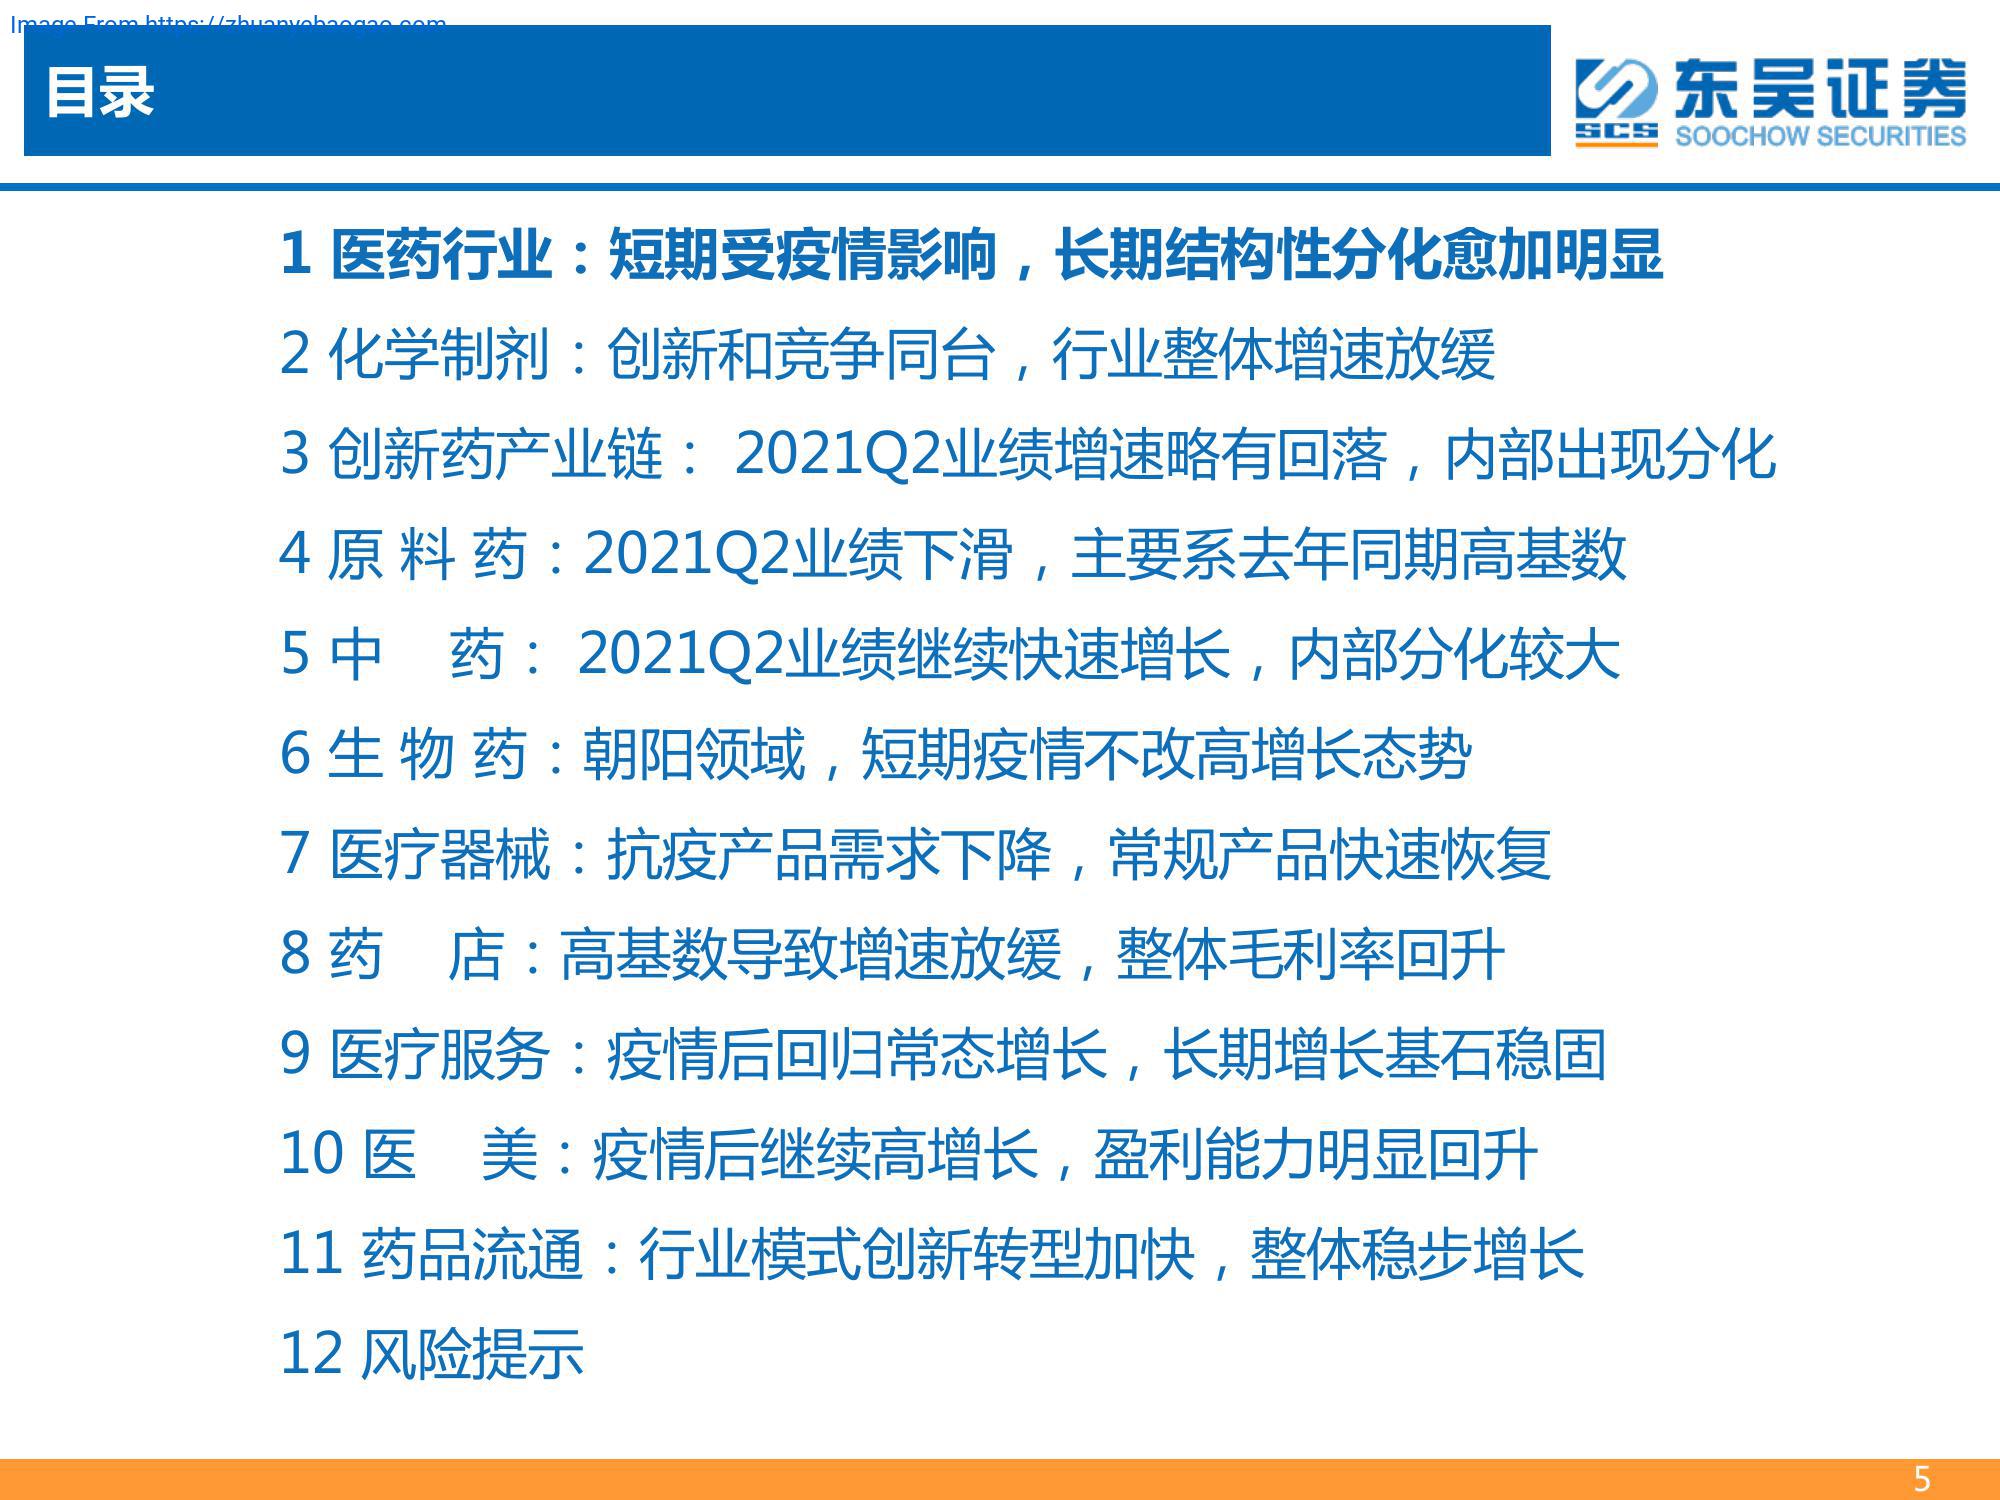 Image From https://zhuanyebaogao.com
目录
东吴证券
SCS SOOCHOW SECURITIES
1 医药行业：短期受疫情影响，长期结构性分化愈加明显
2 化学制剂：创新和竞争同台，行业整体增速放缓
3 创新药产业链： 2021Q2业绩增速略有回落，内部出现分化
4 原 料 药：2021Q2业绩下滑，主要系去年同期高基数
5 中 药： 2021Q2业绩继续快速增长，内部分化较大
6 生 物 药：朝阳领域，短期疫情不改高增长态势
7 医疗器械：抗疫产品需求下降，常规产品快速恢复
8 药 店：高基数导致增速放缓，整体毛利率回升
9 医疗服务：疫情后回归常态增长，长期增长基石稳固
10 医 美：疫情后继续高增长，盈利能力明显回升
11 药品流通：行业模式创新转型加快，整体稳步增长
12 风险提示
5